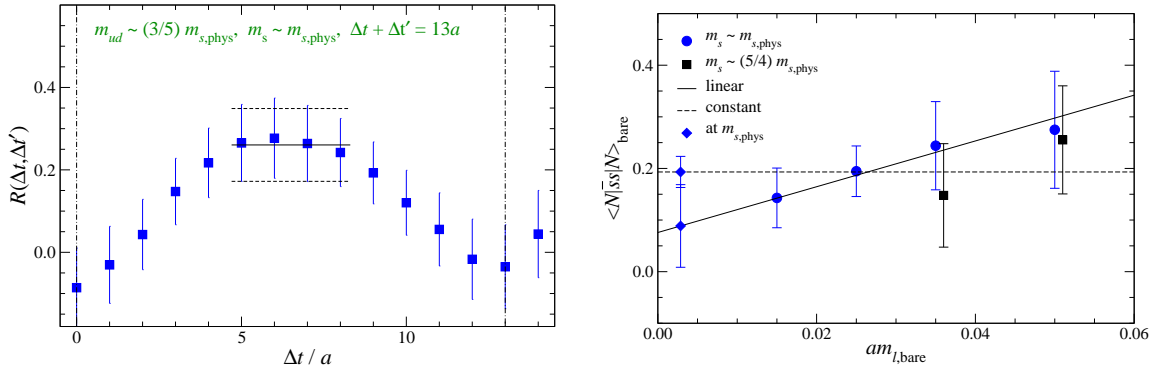 m_ud ~ (3/5) m_s,phys, m_s ~ m_s,phys, Δt + Δt′ = 13a
R(Δt,Δt′)
0.4
0.2
0.0
0 5 10
Δt / a
m_s ~ m_s,phys
m_s ~ (5/4) m_s,phys
linear
constant
at m_s,phys
<N|s̅s|N>_bare
0.4
0.2
0.0
0.00 0.02 0.04 0.06
am_l,bare